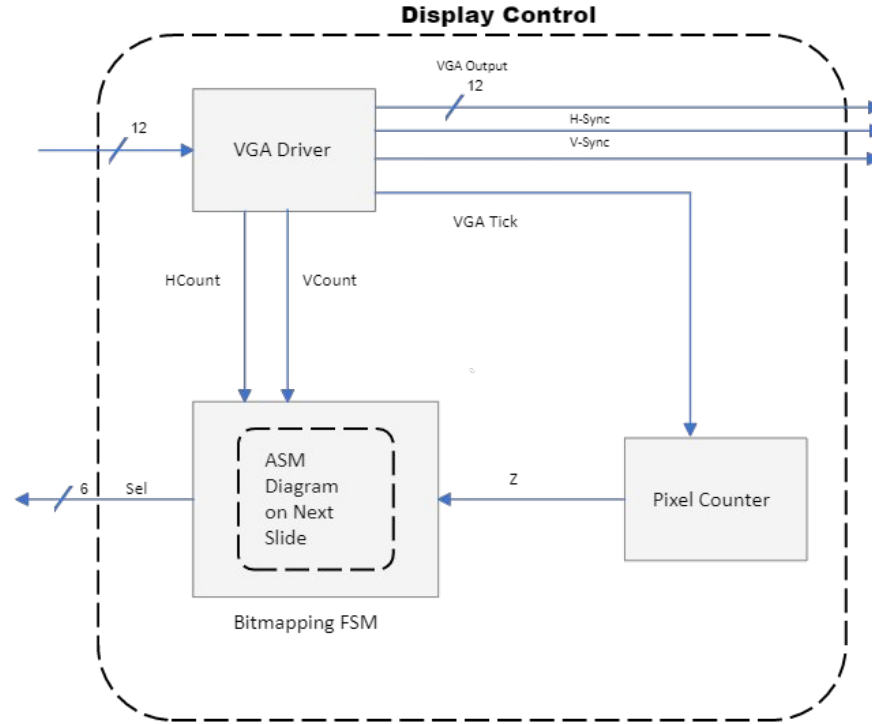 Display Control
VGA Output
12
12
H-Sync
VGA Driver
V-Sync
VGA Tick
HCount
VCount
ASM
Diagram
on Next
Slide
6
Sel
Z
Pixel Counter
Bitmapping FSM